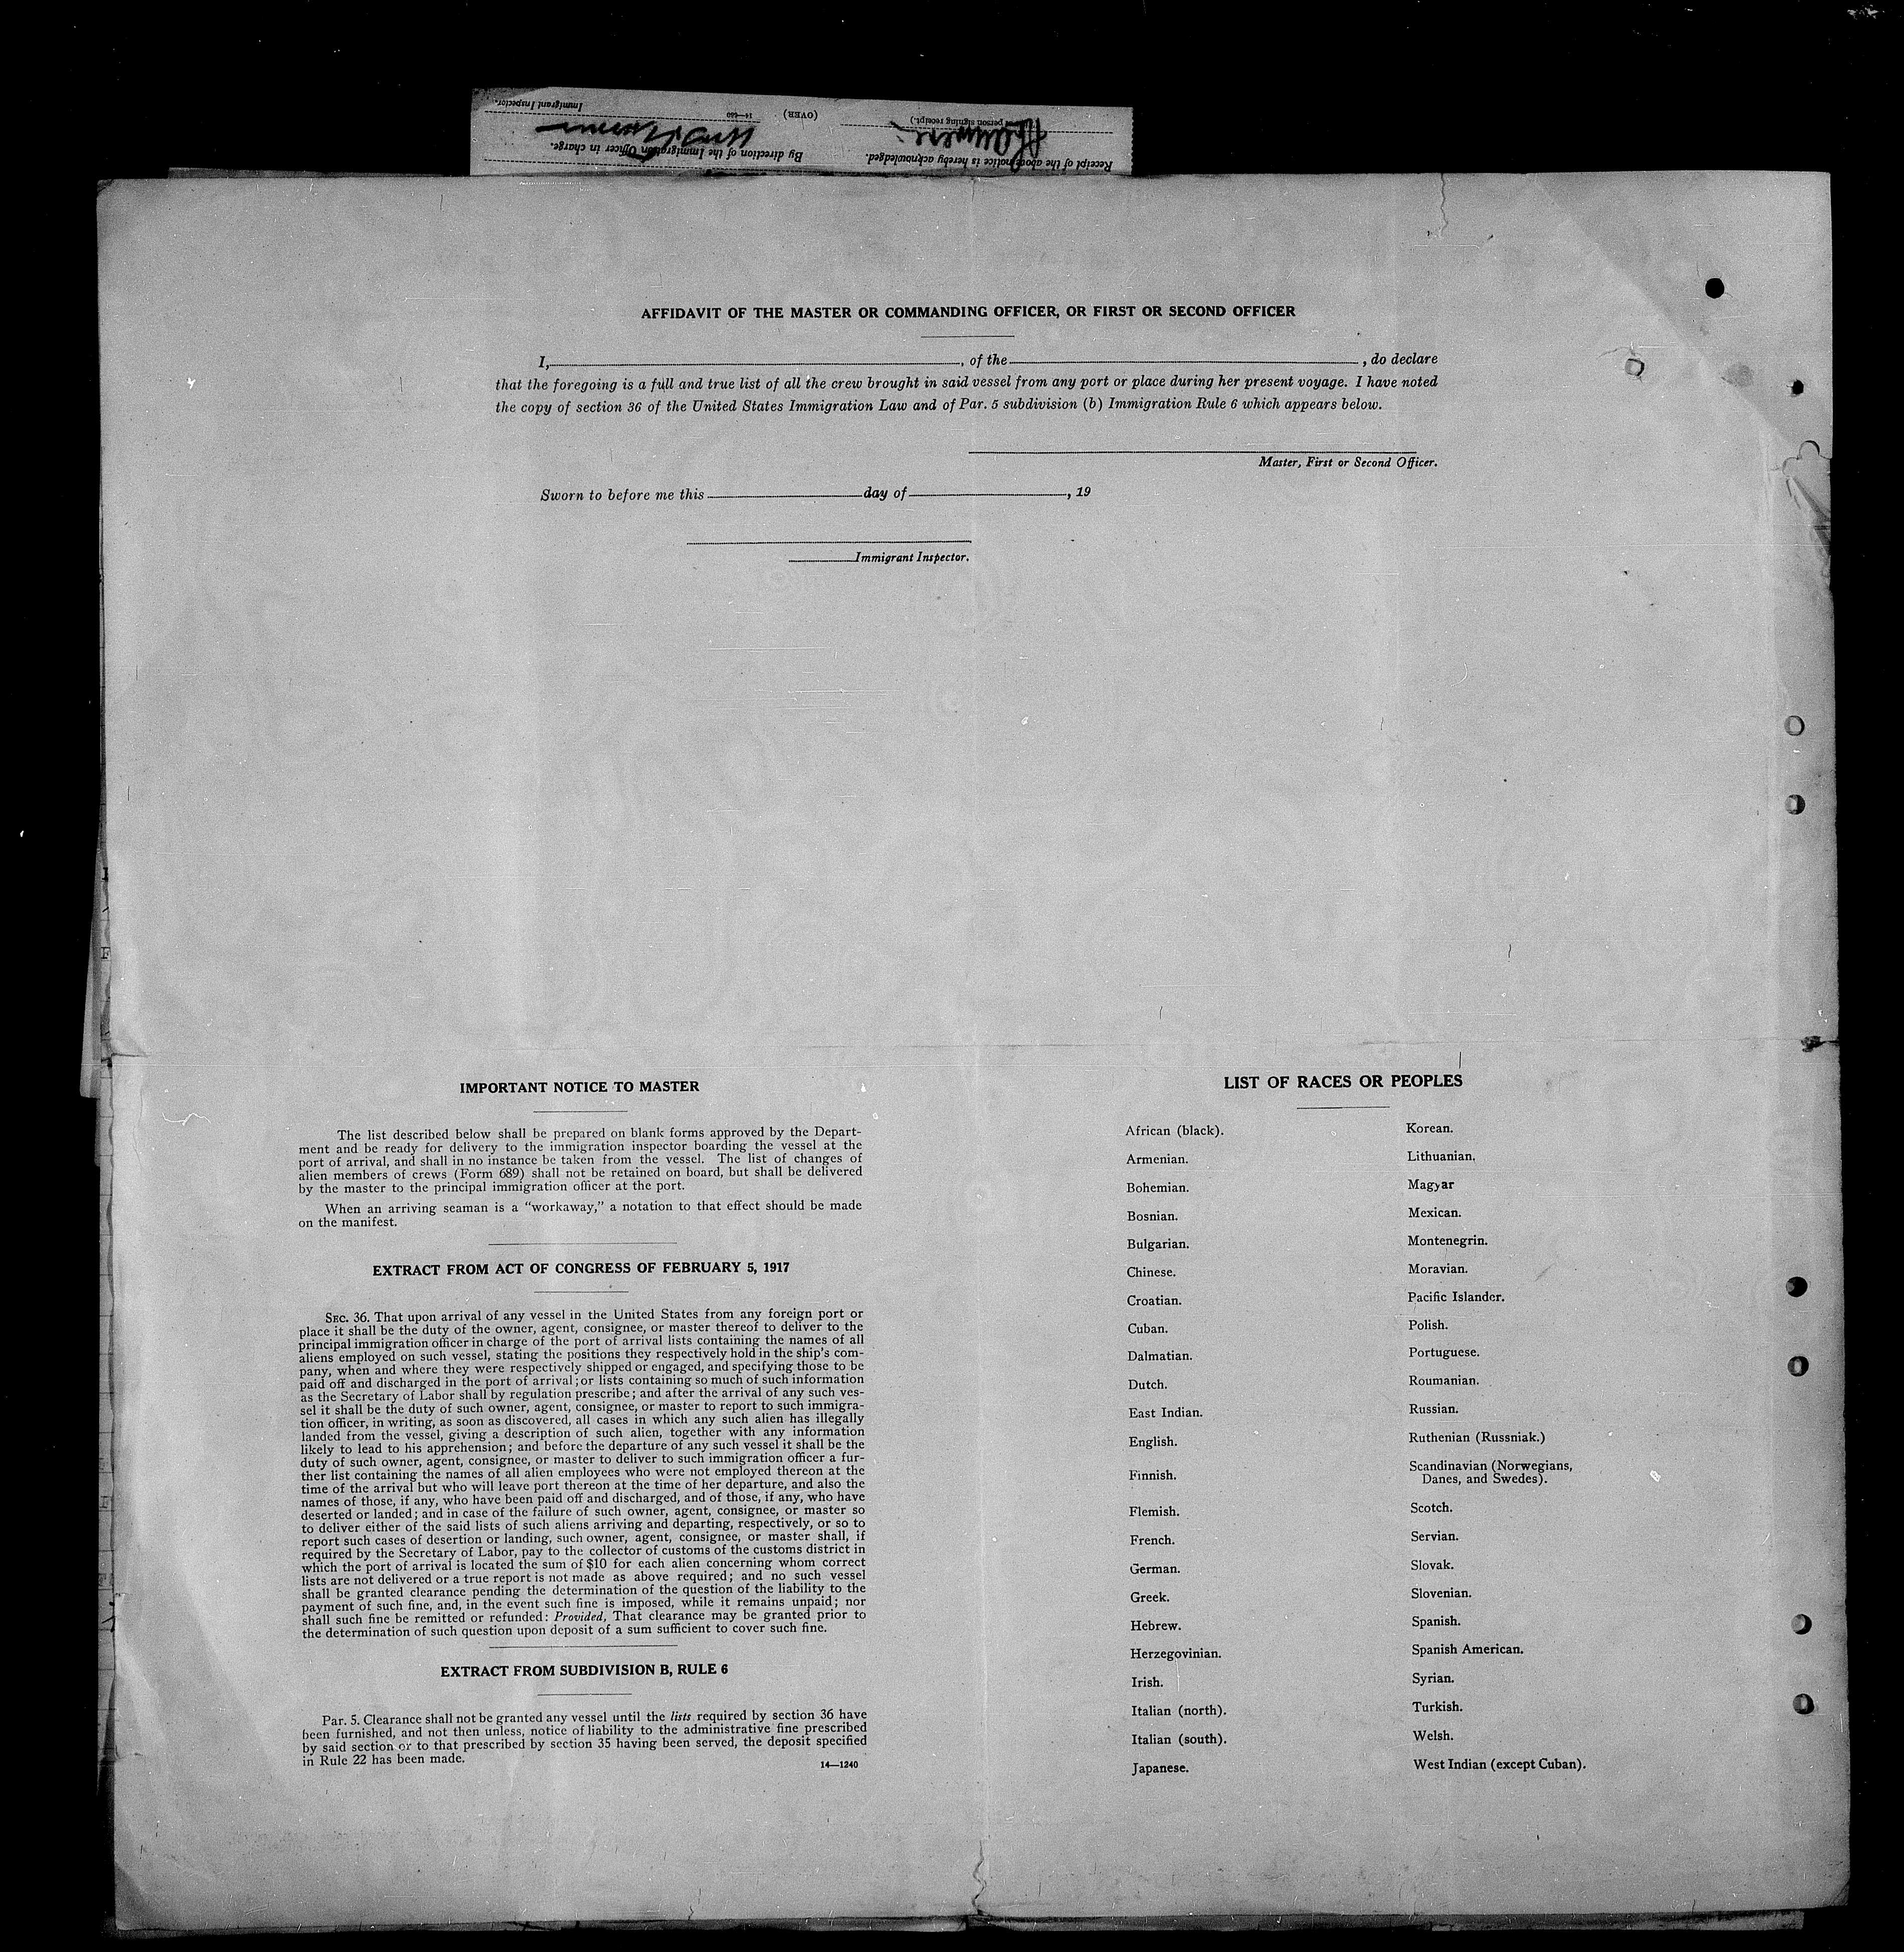 Receipt of the above notice is hereby acknowledged.
By direction of the Immigration Officer in charge.
person signing receipt.)
(OVER)
14—680
Immigrant Inspector.
AFFIDAVIT OF THE MASTER OR COMMANDING OFFICER, OR FIRST OR SECOND OFFICER
I, , of the , do declare
that the foregoing is a full and true list of all the crew brought in said vessel from any port or place during her present voyage. I have noted
the copy of section 36 of the United States Immigration Law and of Par. 5 subdivision (b) Immigration Rule 6 which appears below.
Master, First or Second Officer.
Sworn to before me this day of , 19
Immigrant Inspector.
IMPORTANT NOTICE TO MASTER
The list described below shall be prepared on blank forms approved by the Depart-
ment and be ready for delivery to the immigration inspector boarding the vessel at the
port of arrival, and shall in no instance be taken from the vessel. The list of changes of
alien members of crews (Form 689) shall not be retained on board, but shall be delivered
by the master to the principal immigration officer at the port.
When an arriving seaman is a “workaway,” a notation to that effect should be made
on the manifest.
EXTRACT FROM ACT OF CONGRESS OF FEBRUARY 5, 1917
SEC. 36. That upon arrival of any vessel in the United States from any foreign port or
place it shall be the duty of the owner, agent, consignee, or master thereof to deliver to the
principal immigration officer in charge of the port of arrival lists containing the names of all
aliens employed on such vessel, stating the positions they respectively hold in the ship's com-
pany, when and where they were respectively shipped or engaged, and specifying those to be
paid off and discharged in the port of arrival; or lists containing so much of such information
as the Secretary of Labor shall by regulation prescribe; and after the arrival of any such ves-
sel it shall be the duty of such owner, agent, consignee, or master to report to such immigra-
tion officer, in writing, as soon as discovered, all cases in which any such alien has illegally
landed from the vessel, giving a description of such alien, together with any information
likely to lead to his apprehension; and before the departure of any such vessel it shall be the
duty of such owner, agent, consignee, or master to deliver to such immigration officer a fur-
ther list containing the names of all alien employees who were not employed thereon at the
time of the arrival but who will leave port thereon at the time of her departure, and also the
names of those, if any, who have been paid off and discharged, and of those, if any, who have
deserted or landed; and in case of the failure of such owner, agent, consignee, or master so
to deliver either of the said lists of such aliens arriving and departing, respectively, or so to
report such cases of desertion or landing, such owner, agent, consignee, or master shall, if
required by the Secretary of Labor, pay to the collector of customs of the customs district in
which the port of arrival is located the sum of $10 for each alien concerning whom correct
lists are not delivered or a true report is not made as above required; and no such vessel
shall be granted clearance pending the determination of the question of the liability to the
payment of such fine, and, in the event such fine is imposed, while it remains unpaid; nor
shall such fine be remitted or refunded: Provided, That clearance may be granted prior to
the determination of such question upon deposit of a sum sufficient to cover such fine.
EXTRACT FROM SUBDIVISION B, RULE 6
Par. 5. Clearance shall not be granted any vessel until the lists required by section 36 have
been furnished, and not then unless, notice of liability to the administrative fine prescribed
by said section or to that prescribed by section 35 having been served, the deposit specified
in Rule 22 has been made.
14—1240
LIST OF RACES OR PEOPLES
African (black).
Armenian.
Bohemian.
Bosnian.
Bulgarian.
Chinese.
Croatian.
Cuban.
Dalmatian.
Dutch.
East Indian.
English.
Finnish.
Flemish.
French.
German.
Greek.
Hebrew.
Herzegovinian.
Irish.
Italian (north).
Italian (south).
Japanese.
Korean.
Lithuanian.
Magyar
Mexican.
Montenegrin.
Moravian.
Pacific Islander.
Polish.
Portuguese.
Roumanian.
Russian.
Ruthenian (Russniak.)
Scandinavian (Norwegians,
Danes, and Swedes).
Scotch.
Servian.
Slovak.
Slovenian.
Spanish.
Spanish American.
Syrian.
Turkish.
Welsh.
West Indian (except Cuban).